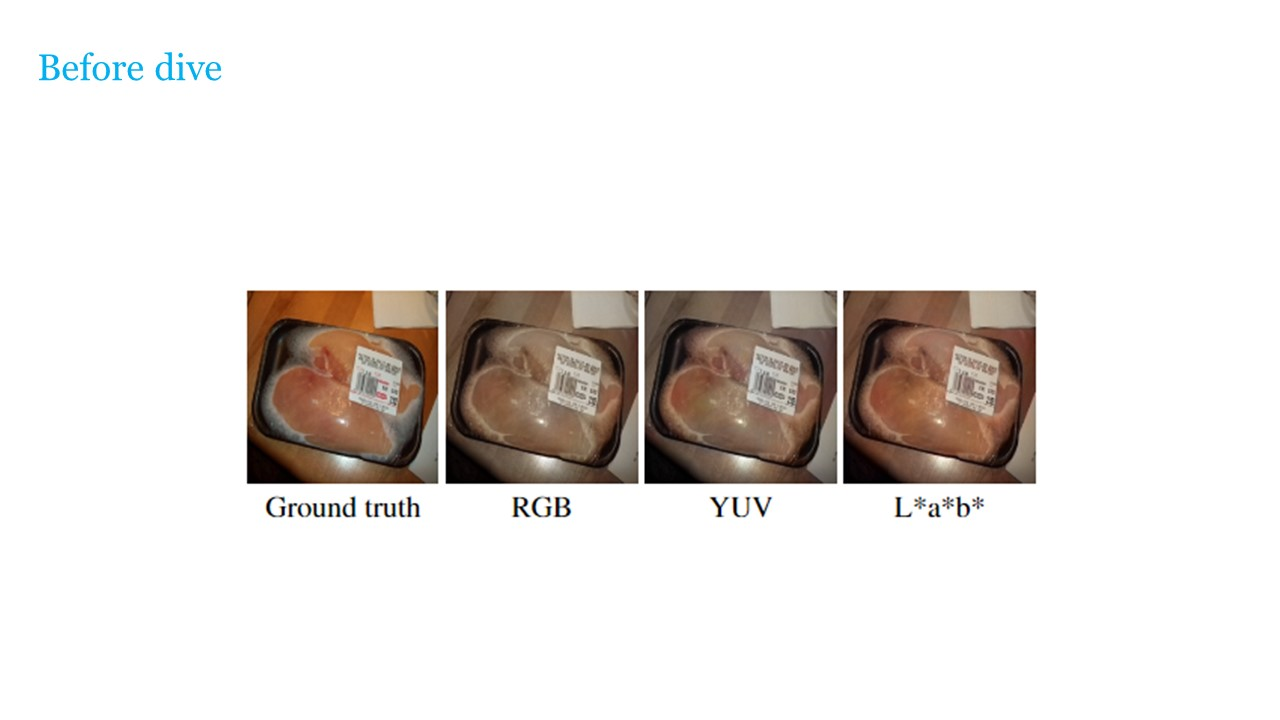 Before dive
Ground truth
RGB
YUV
L*a*b*